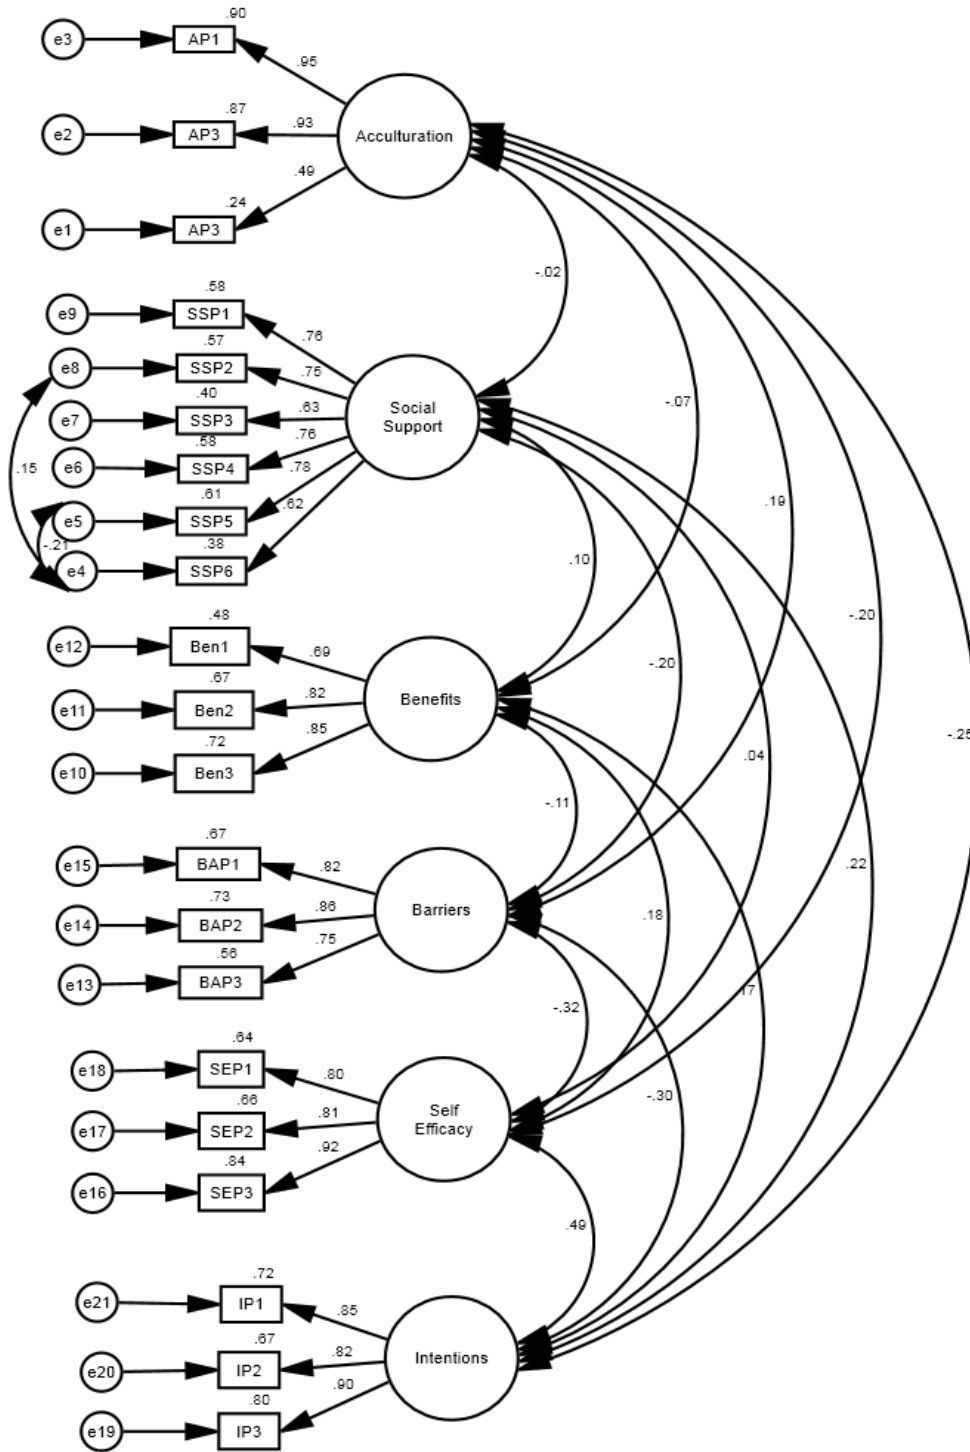 .90
e3
AP1
.95
.87
e2
AP3
.93
Acculturation
.49
.24
e1
AP3
-.02
.58
e9
SSP1
.76
.57
e8
SSP2
.75
.40
e7
SSP3
.63
Social
Support
-.07
.58
e6
SSP4
.76
.15
.78
.61
e5
SSP5
.62
.19
-.21
.38
e4
SSP6
.10
.48
e12
Ben1
.69
-.20
.67
e11
Ben2
.82
Benefits
-.20
.85
.72
e10
Ben3
-.25
.04
-.11
.67
e15
BAP1
.82
.22
.73
e14
BAP2
.86
Barriers
.18
.75
.56
e13
BAP3
17
-.32
.64
e18
SEP1
.80
-.30
.66
e17
SEP2
.81
Self
Efficacy
.92
.84
e16
SEP3
.49
.72
e21
IP1
.85
.67
e20
IP2
.82
Intentions
.90
.80
e19
IP3